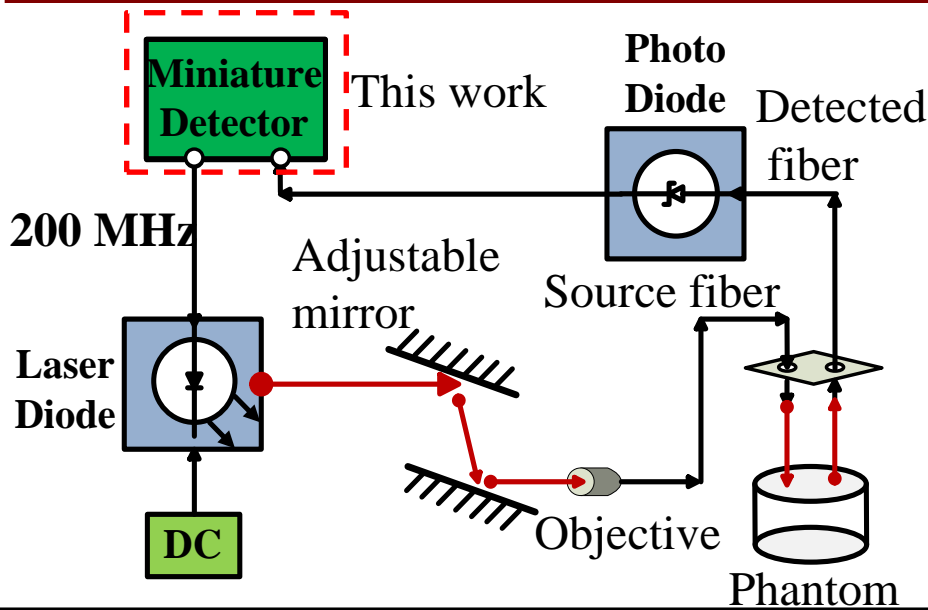 Miniature
Detector
This work
Photo
Diode
Detected
fiber
200 MHz
Adjustable
mirror
Source fiber
Laser
Diode
Objective
DC
Phantom